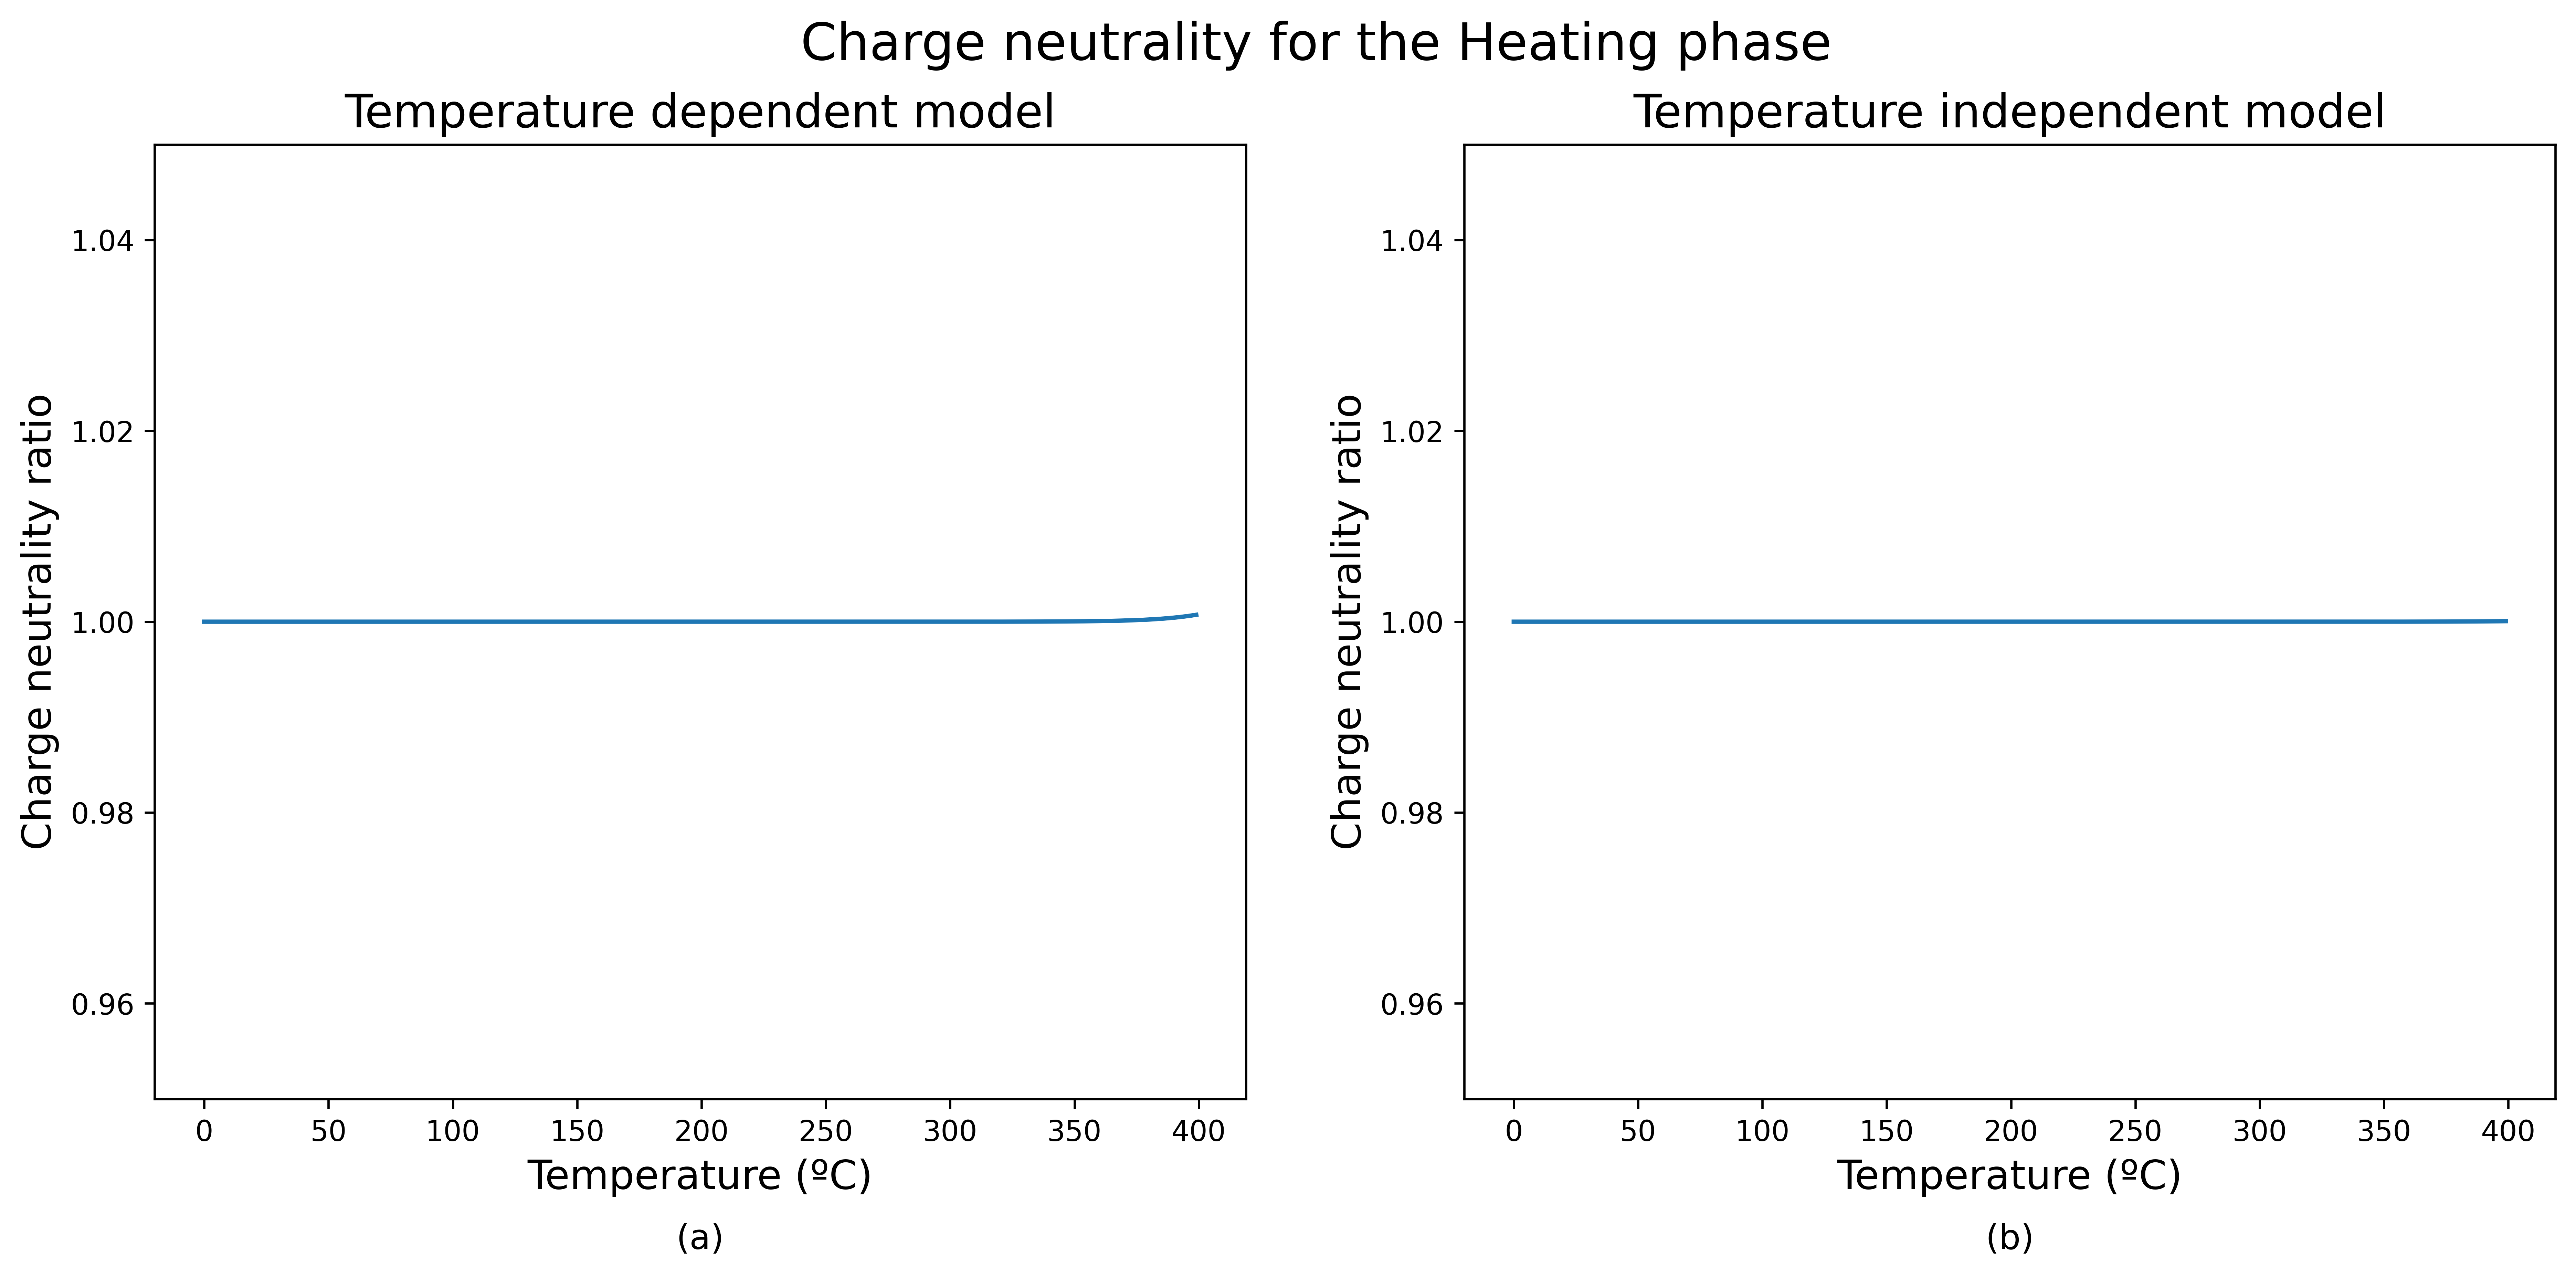 Charge neutrality for the Heating phase
Temperature dependent model
Charge neutrality ratio
1.04
1.02
1.00
0.98
0.96
0 50 100 150 200 250 300 350 400
Temperature (ºC)
(a)
Temperature independent model
Charge neutrality ratio
1.04
1.02
1.00
0.98
0.96
0 50 100 150 200 250 300 350 400
Temperature (ºC)
(b)